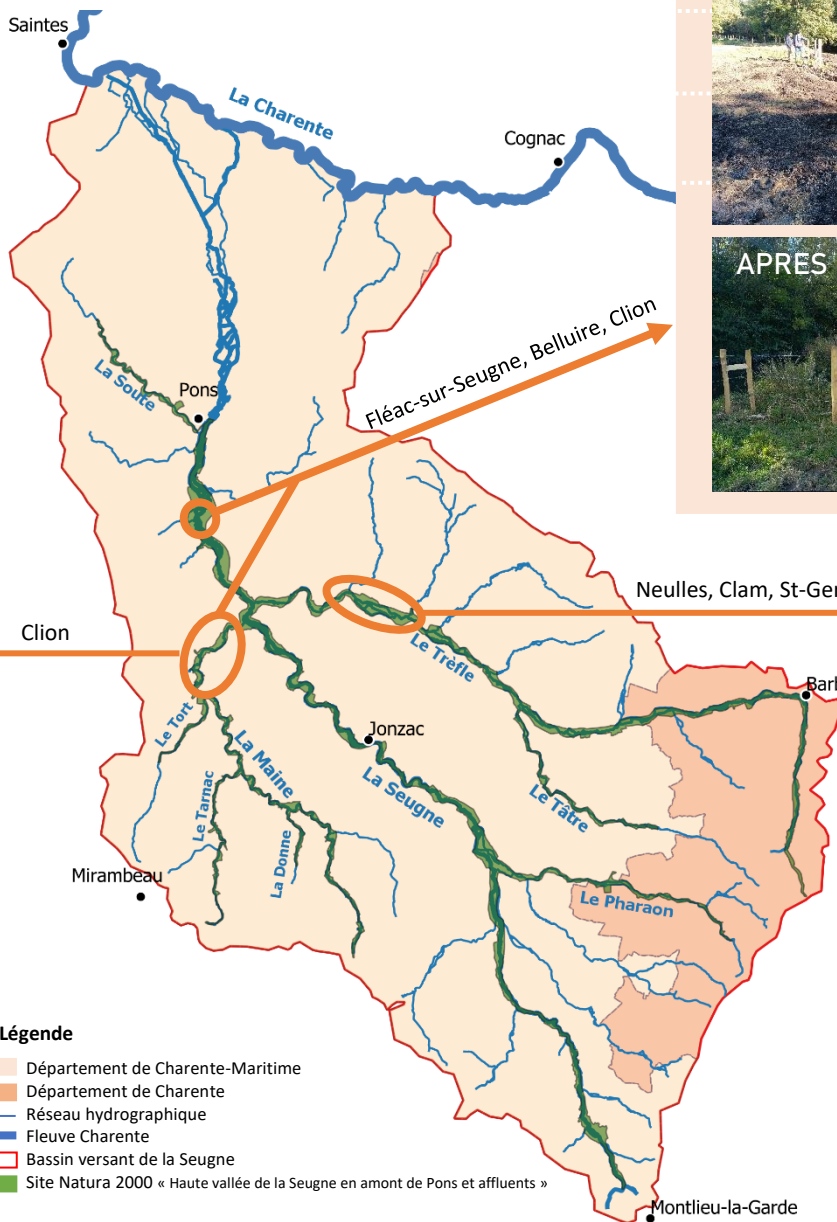 Saintes
La Charente
Cognac
APRES
Fléac-sur-Seugne, Belluire, Clion
La Soute
Pons
Neulles, Clam, St-Ger
Clion
Le Trèfle
Barb
Le Tort
Jonzac
La Maine
La Seugne
Le Tâtre
Le Tarnac
La Donne
Mirambeau
Le Pharaon
Légende
Département de Charente-Maritime
Département de Charente
Réseau hydrographique
Fleuve Charente
Bassin versant de la Seugne
Site Natura 2000 « Haute vallée de la Seugne en amont de Pons et affluents »
Montlieu-la-Garde